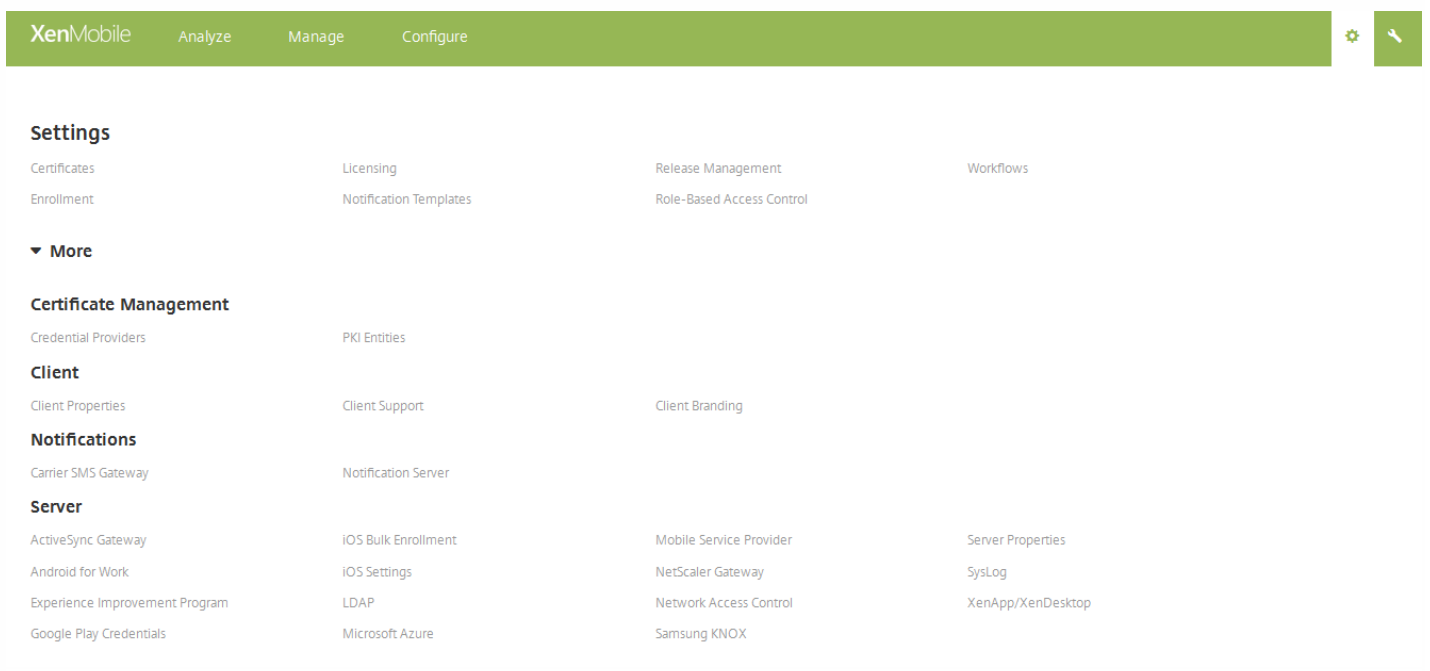 XenMobile Analyze Manage Configure
Settings
Certificates Licensing Release Management Workflows
Enrollment Notification Templates Role-Based Access Control
More
Certificate Management
Credential Providers PKI Entities
Client
Client Properties Client Support Client Branding
Notifications
Carrier SMS Gateway Notification Server
Server
ActiveSync Gateway iOS Bulk Enrollment Mobile Service Provider Server Properties
Android for Work iOS Settings NetScaler Gateway SysLog
Experience Improvement Program LDAP Network Access Control XenApp/XenDesktop
Google Play Credentials Microsoft Azure Samsung KNOX